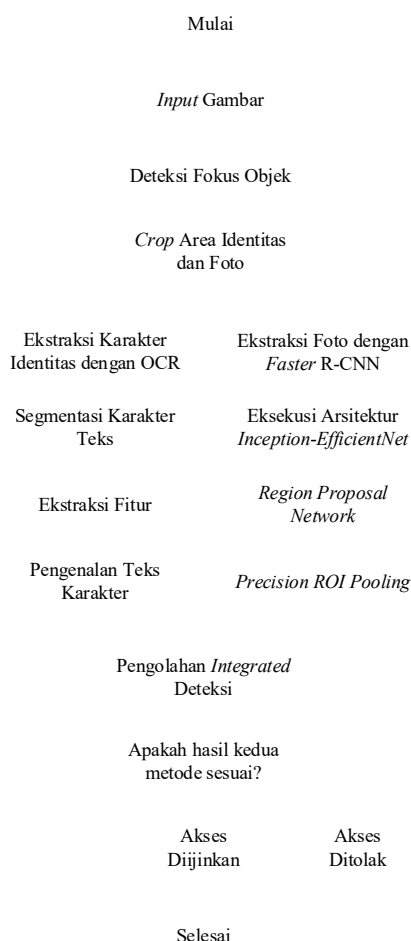 Mulai
Input Gambar
Deteksi Fokus Objek
Crop Area Identitas
dan Foto
Ekstraksi Karakter
Identitas dengan OCR
Ekstraksi Foto dengan
Faster R-CNN
Segmentasi Karakter
Teks
Eksekusi Arsitektur
Inception-EfficientNet
Ekstraksi Fitur
Region Proposal
Network
Pengenalan Teks
Karakter
Precision ROI Pooling
Pengolahan Integrated
Deteksi
Apakah hasil kedua
metode sesuai?
Akses
Diijinkan
Akses
Ditolak
Selesai